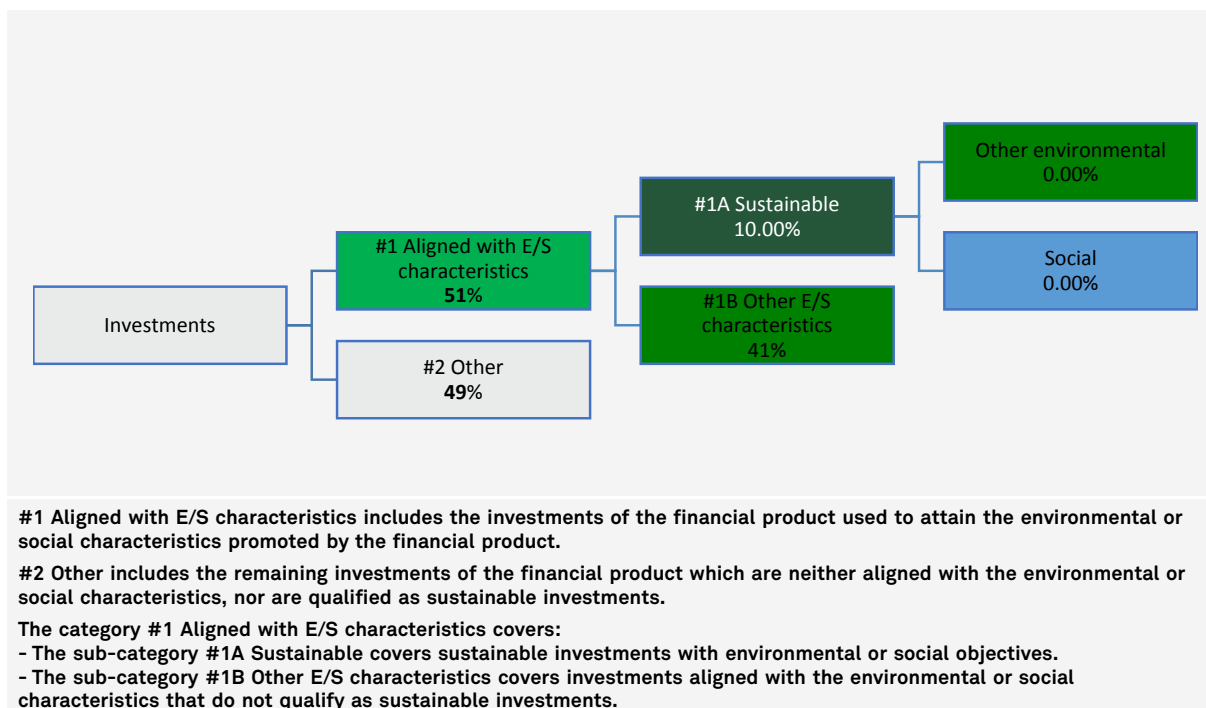 Other environmental
0.00%
#1A Sustainable
10.00%
#1 Aligned with E/S
characteristics
51%
Social
0.00%
Investments
#1B Other E/S
characteristics
41%
#2 Other
49%
#1 Aligned with E/S characteristics includes the investments of the financial product used to attain the environmental or
social characteristics promoted by the financial product.
#2 Other includes the remaining investments of the financial product which are neither aligned with the environmental or
social characteristics, nor are qualified as sustainable investments.
The category #1 Aligned with E/S characteristics covers:
- The sub-category #1A Sustainable covers sustainable investments with environmental or social objectives.
- The sub-category #1B Other E/S characteristics covers investments aligned with the environmental or social
characteristics that do not qualify as sustainable investments.